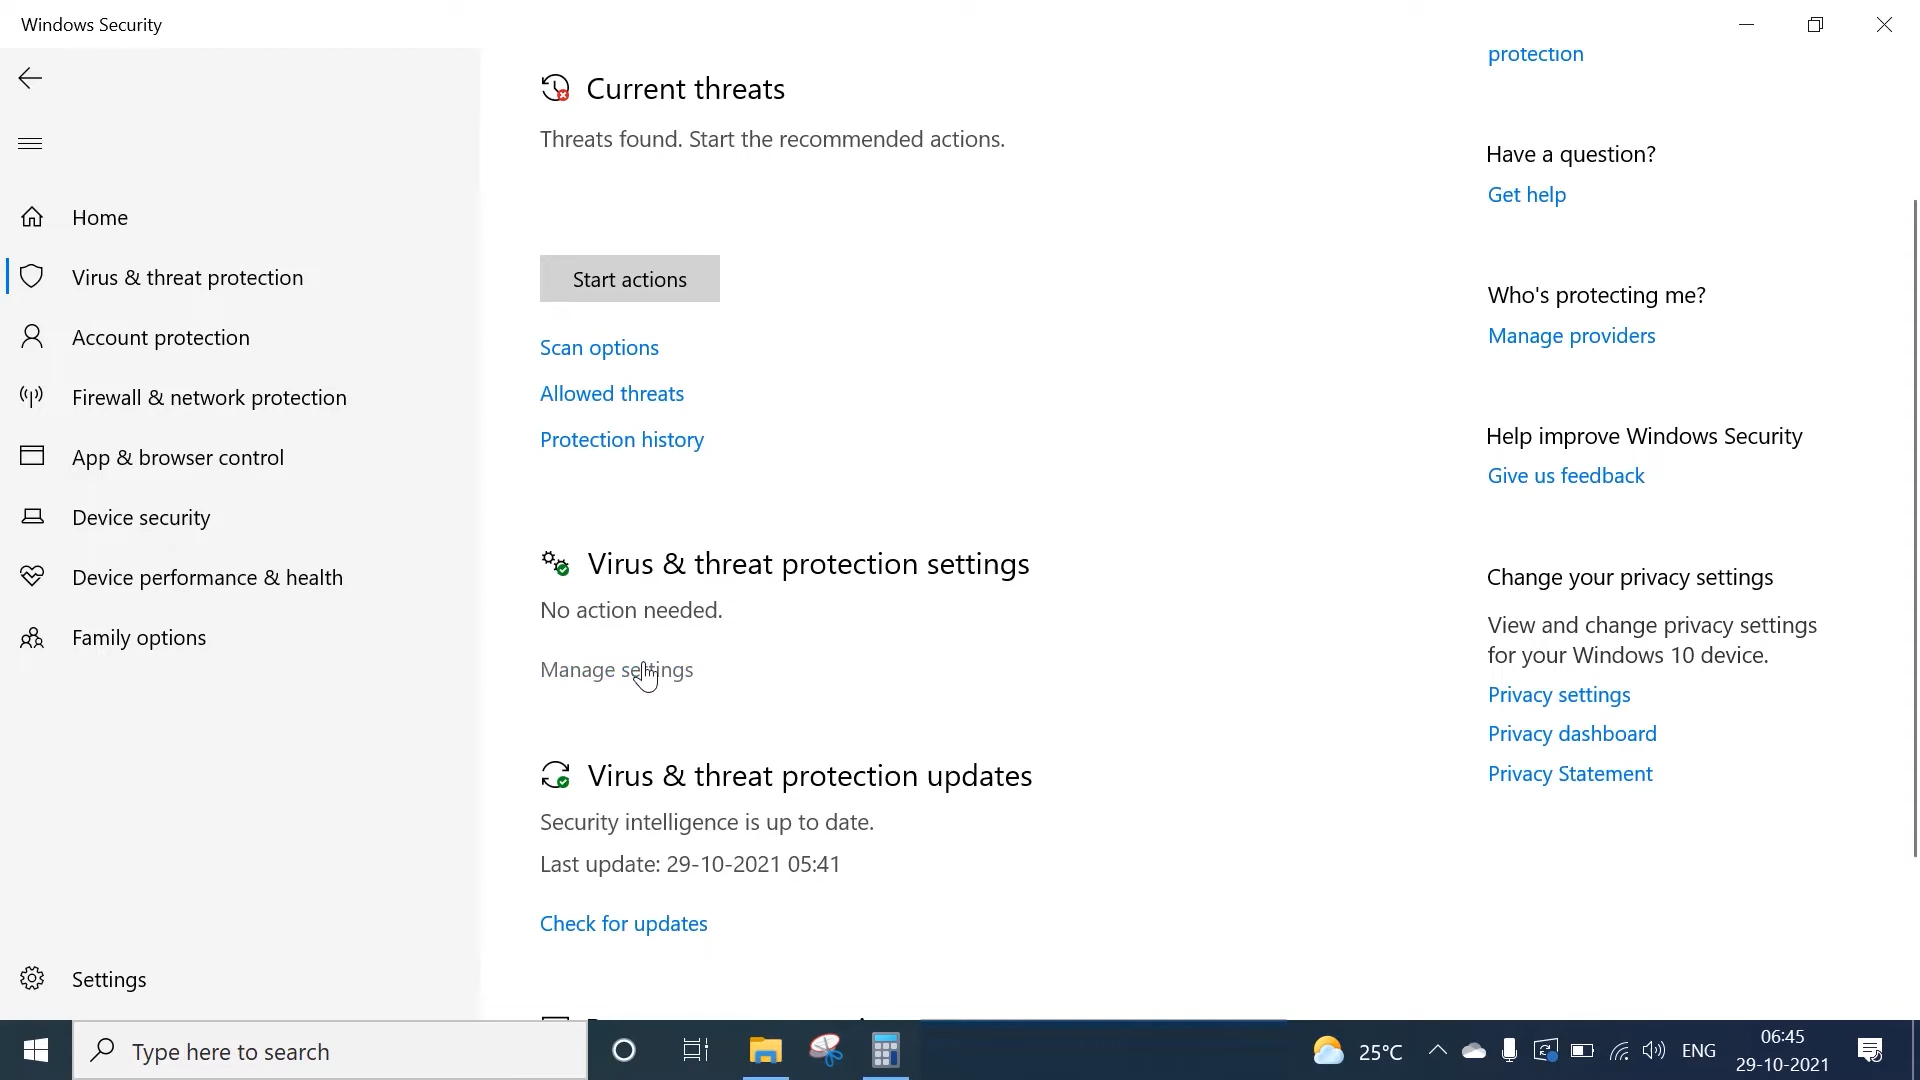 Windows Security
Home
Virus & threat protection
Account protection
Firewall & network protection
App & browser control
Device security
Device performance & health
Family options
Settings
Current threats
Threats found. Start the recommended actions.
Start actions
Scan options
Allowed threats
Protection history
Virus & threat protection settings
No action needed.
Manage settings
Virus & threat protection updates
Security intelligence is up to date.
Last update: 29-10-2021 05:41
Check for updates
protection
Have a question?
Get help
Who's protecting me?
Manage providers
Help improve Windows Security
Give us feedback
Change your privacy settings
View and change privacy settings
for your Windows 10 device.
Privacy settings
Privacy dashboard
Privacy Statement
Type here to search
25°C
ENG
06:45
29-10-2021